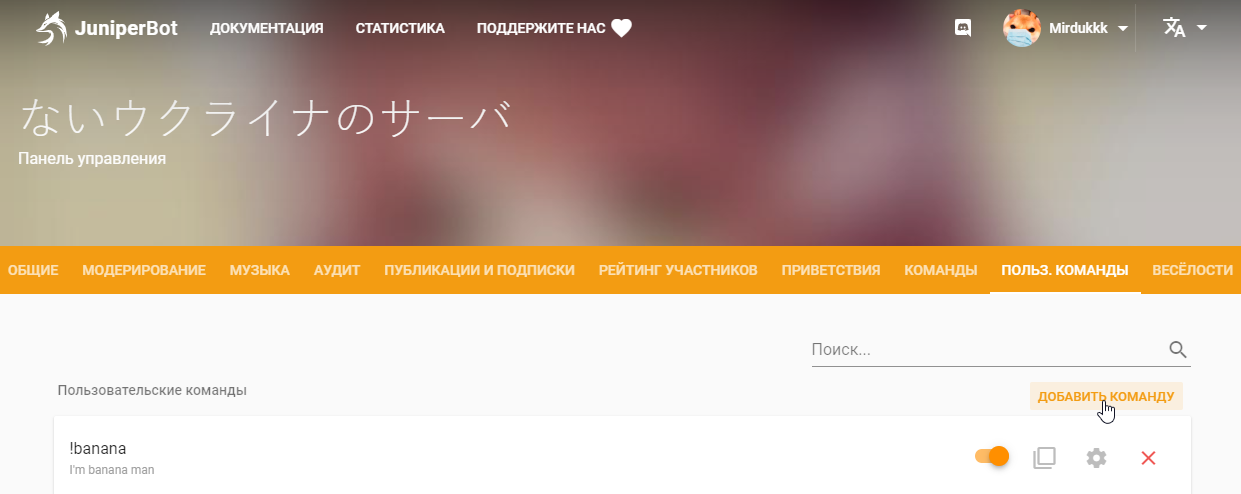 JuniperBot ДОКУМЕНТАЦИЯ СТАТИСТИКА ПОДДЕРЖИТЕ НАС Mirdukkk
ないウクライナのサーバ
Панель управления
ОБЩИЕ МОДЕРИРОВАНИЕ МУЗЫКА АУДИТ ПУБЛИКАЦИИ И ПОДПИСКИ РЕЙТИНГ УЧАСТНИКОВ ПРИВЕТСТВИЯ КОМАНДЫ ПОЛЬЗ. КОМАНДЫ ВЕСЁЛОСТИ
Поиск...
Пользовательские команды ДОБАВИТЬ КОМАНДУ
!banana
I'm banana man